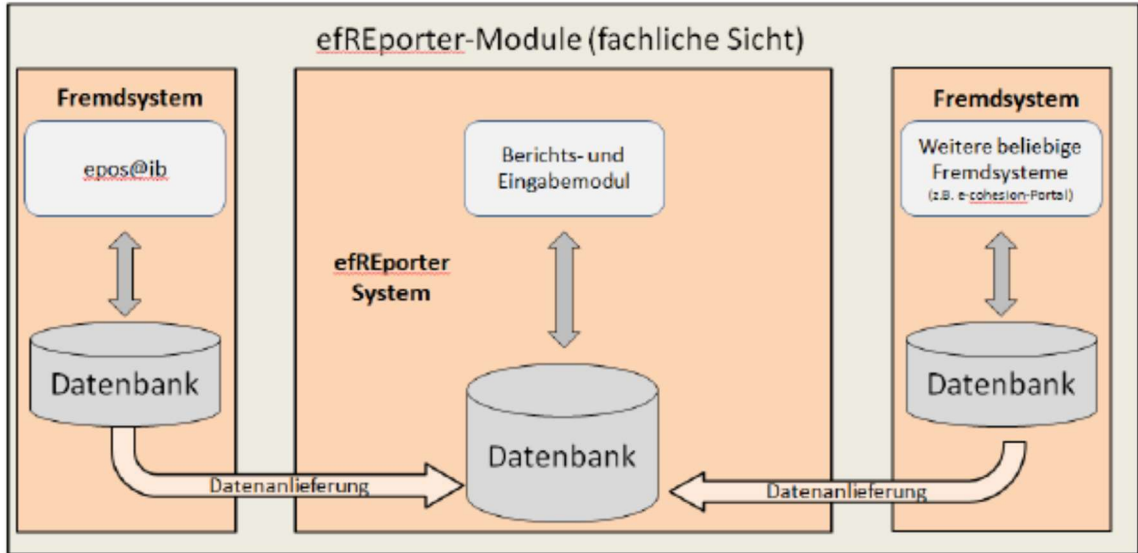 efREporter-Module (fachliche Sicht)
Fremdsystem
epos@ib
Datenbank
Datenanlieferung
Berichts- und
Eingabemodul
efREporter
System
Datenbank
Fremdsystem
Weitere beliebige
Fremdsysteme
(z.B. e-cohesion-Portal)
Datenbank
Datenanlieferung